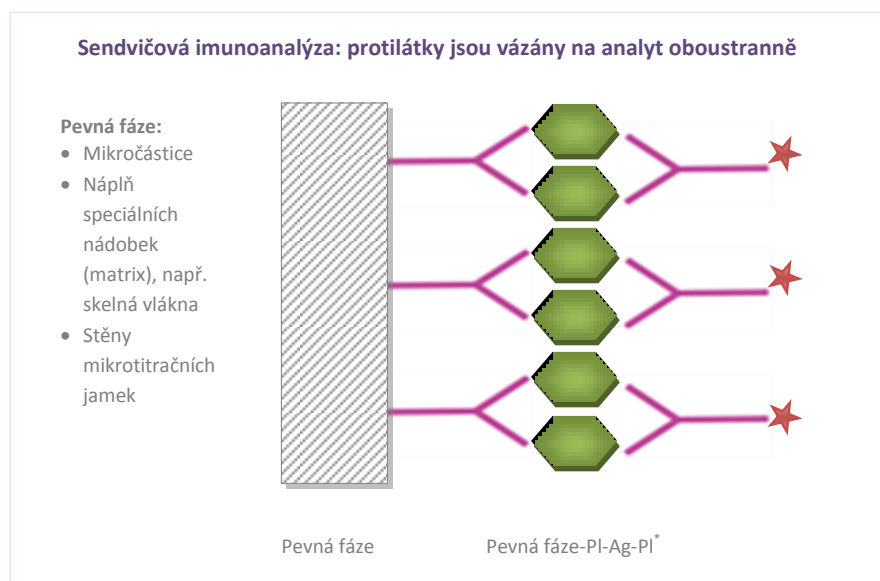 Sendvičová imunoanalýza: protilátky jsou vázány na analyt oboustranně
Pevná fáze:
• Mikročástice
• Náplň
speciálních
nádobek
(matrix), např.
skelná vlákna
• Stěny
mikrotitračních
jamek
Pevná fáze
Pevná fáze-Pl-Ag-Pl*